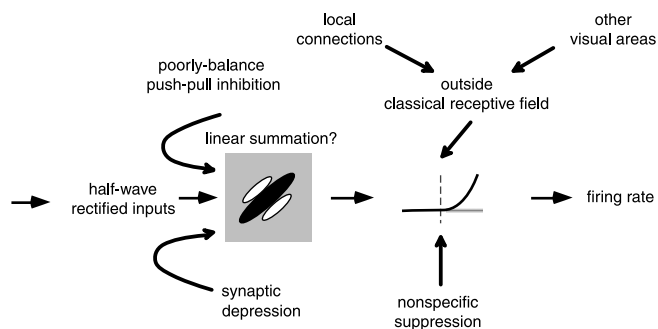 local
connections
other
visual areas
poorly-balance
push-pull inhibition
outside
classical receptive field
linear summation?
half-wave
rectified inputs
firing rate
synaptic
depression
nonspecific
suppression